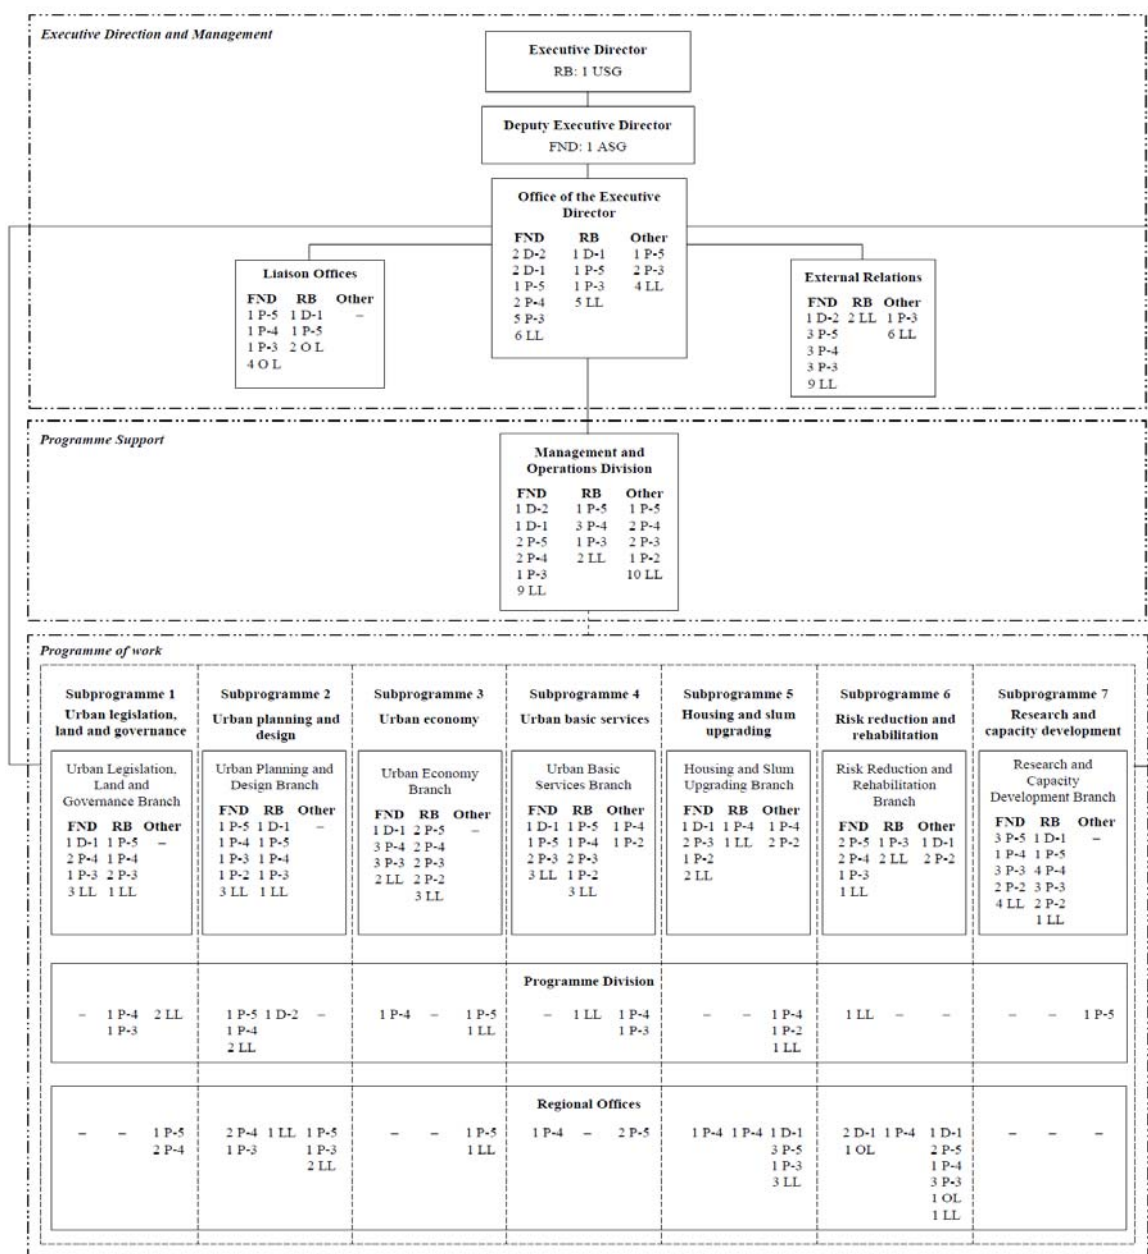 Executive Direction and Management
Executive Director
RB: 1 USG
Deputy Executive Director
FND: 1 ASG
Office of the Executive
Director
FND RB Other
2 D-2 1 D-1 1 P-5
2 D-1 1 P-5 2 P-3
1 P-5 1 P-3 4 LL
2 P-4 5 LL
5 P-3
6 LL
Liaison Offices
FND RB Other
1 P-5 1 D-1 –
1 P-4 1 P-5
1 P-3 2 O L
4 O L
External Relations
FND RB Other
1 D-2 2 LL 1 P-3
3 P-5 6 LL
3 P-4
3 P-3
9 LL
Programme Support
Management and
Operations Division
FND RB Other
1 D-2 1 P-5 1 P-5
1 D-1 3 P-4 2 P-4
2 P-5 1 P-3 2 P-3
2 P-4 2 LL 1 P-2
1 P-3 10 LL
9 LL
Programme of work
Subprogramme 1
Urban legislation,
land and governance
Urban Legislation,
Land and
Governance Branch
FND RB Other
1 D-1 1 P-5 –
2 P-4 1 P-4
1 P-3 2 P-3
3 LL 1 LL
Subprogramme 2
Urban planning and
design
Urban Planning and
Design Branch
FND RB Other
1 P-5 1 D-1 –
1 P-4 1 P-5
1 P-3 1 P-4
1 P-2 1 P-3
3 LL 1 LL
Subprogramme 3
Urban economy
Urban Economy
Branch
FND RB Other
1 D-1 2 P-5 –
3 P-4 2 P-4
3 P-3 2 P-3
2 LL 2 P-2
3 LL
Subprogramme 4
Urban basic services
Urban Basic
Services Branch
FND RB Other
1 D-1 1 P-5 1 P-4
1 P-5 1 P-4 1 P-2
2 P-3 2 P-3
3 LL 1 P-2
3 LL
Subprogramme 5
Housing and slum
upgrading
Housing and Slum
Upgrading Branch
FND RB Other
1 D-1 1 P-4 1 P-4
2 P-3 1 LL 2 P-2
1 P-2
2 LL
Subprogramme 6
Risk reduction and
rehabilitation
Risk Reduction and
Rehabilitation
Branch
FND RB Other
2 P-5 1 P-3 1 D-1
2 P-4 2 LL 2 P-2
1 P-3
1 LL
Subprogramme 7
Research and
capacity development
Research and
Capacity
Development Branch
FND RB Other
3 P-5 1 D-1 –
1 P-4 1 P-5
3 P-3 4 P-4
2 P-2 3 P-3
4 LL 2 P-2
1 LL
Programme Division
– 1 P-4 2 LL
1 P-3
1 P-5 1 D-2 –
1 P-4
2 LL
1 P-4 – 1 P-5
1 LL
– 1 LL 1 P-4
1 P-3
– – 1 P-4
1 P-2
1 LL
1 LL – –
– – 1 P-5
Regional Offices
– – 1 P-5
2 P-4
2 P-4 1 LL 1 P-5
1 P-3 1 P-3
2 LL
– – 1 P-5
1 LL
1 P-4 – 2 P-5
1 P-4 1 P-4 1 D-1
3 P-5
1 P-3
3 LL
2 D-1 1 P-4 1 D-1
1 OL 2 P-5
1 P-4
3 P-3
1 OL
1 LL
– – –